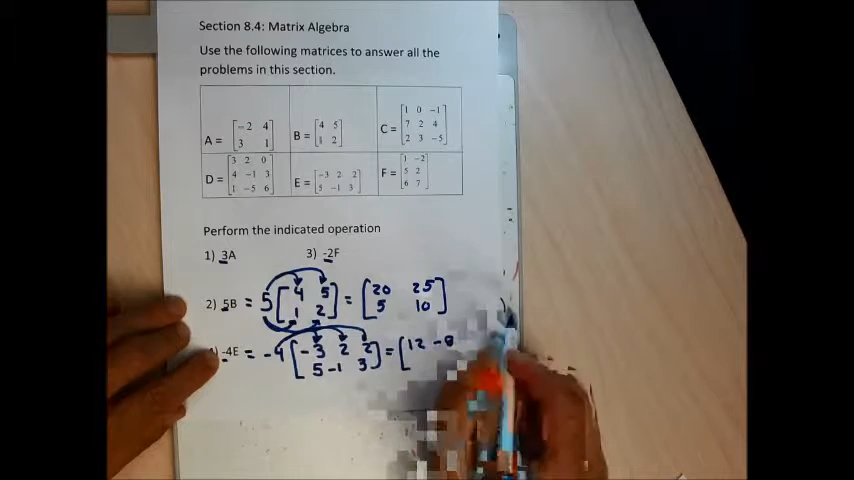 Section 8.4: Matrix Algebra
Use the following matrices to answer all the
problems in this section.
A = [-2 4
3 1]
B = [4 5
1 2]
C = [1 0 -1
7 2 4
2 3 -5]
D = [3 2 0
4 -1 3
1 -5 6]
E = [-3 2 2
5 -1 3]
F = [1 -2
5 2
6 7]
Perform the indicated operation
1) 3A
3) -2F
2) 5B = 5 [4 5
1 2] = [20 25
5 10]
-4E = -4 [-3 2 2
5 -1 3] = [12 -8